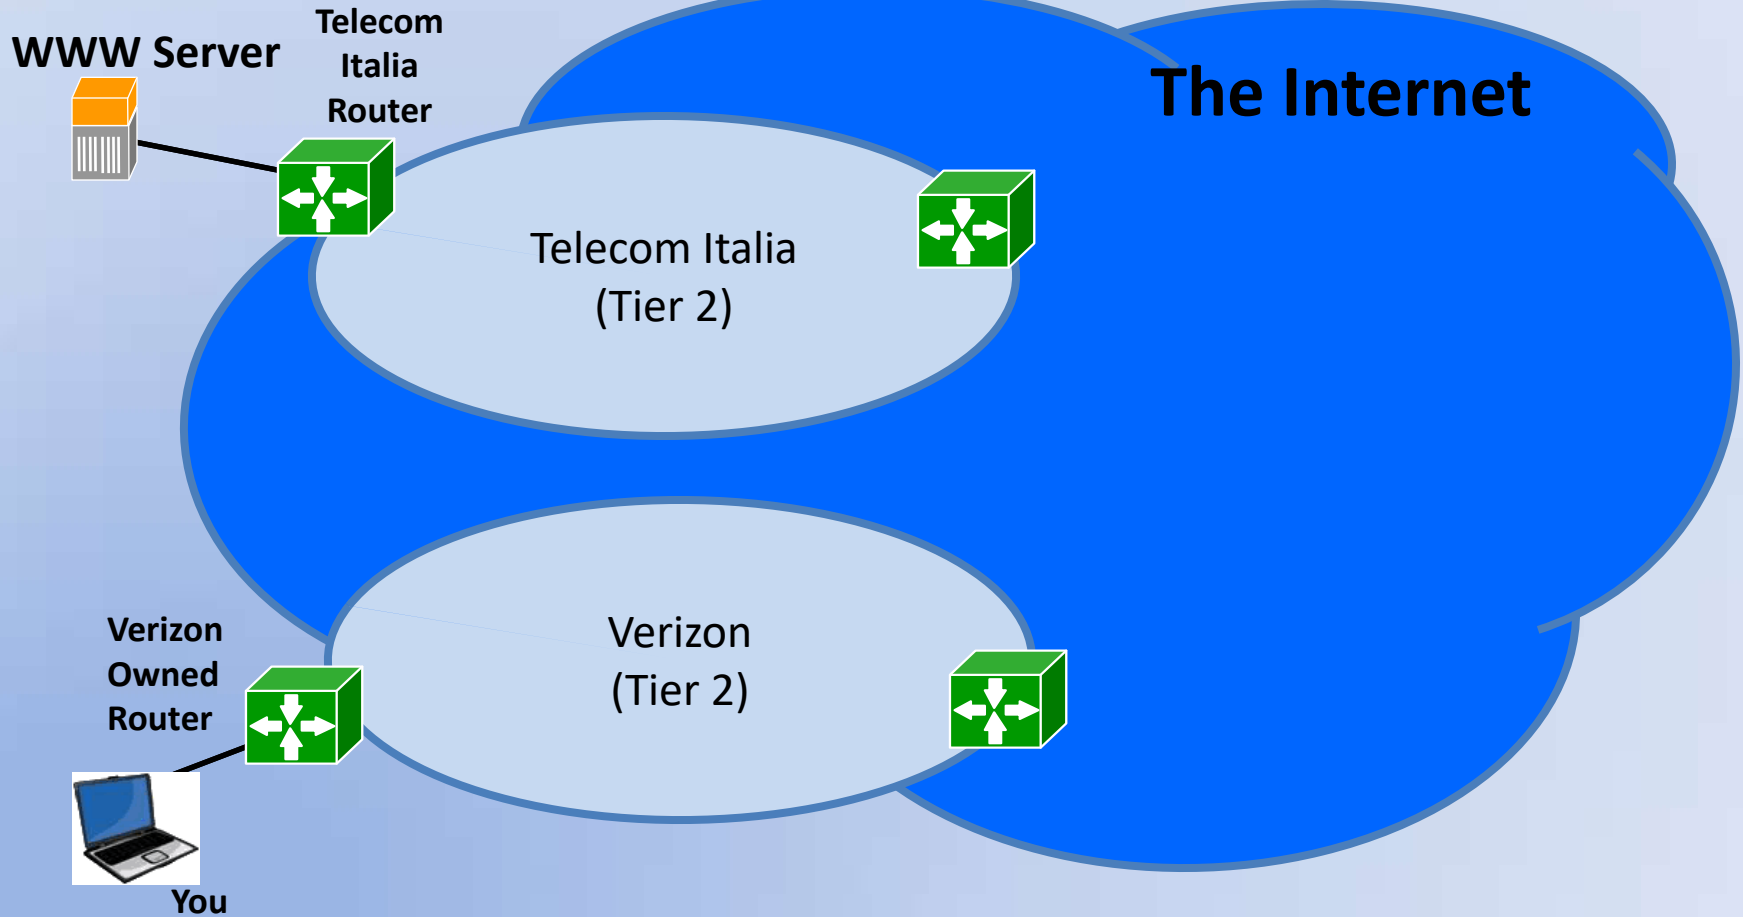 WWW Server
Telecom
Italia
Router
The Internet
Telecom Italia
(Tier 2)
Verizon
(Tier 2)
Verizon
Owned
Router
You